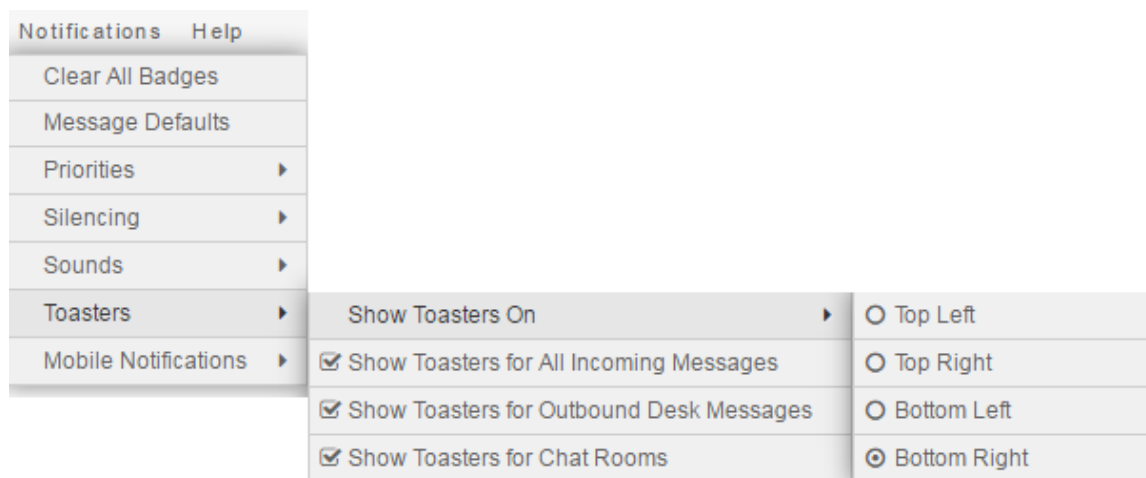 Notifications Help
Clear All Badges
Message Defaults
Priorities
Silencing
Sounds
Toasters
Mobile Notifications
Show Toasters On
Show Toasters for All Incoming Messages
Show Toasters for Outbound Desk Messages
Show Toasters for Chat Rooms
Top Left
Top Right
Bottom Left
Bottom Right